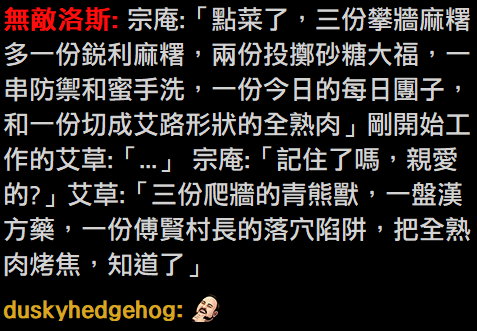 無敵洛斯: 宗庵:「點菜了，三份攀牆麻糬
多一份銳利麻糬，兩份投擲砂糖大福，一
串防禦和蜜手洗，一份今日的每日團子，
和一份切成艾路形狀的全熟肉」剛開始工
作的艾草:「...」 宗庵:「記住了嗎，親愛
的?」艾草:「三份爬牆的青熊獸，一盤漢
方藥，一份傅賢村長的落穴陷阱，把全熟
肉烤焦，知道了」
duskyhedgehog: